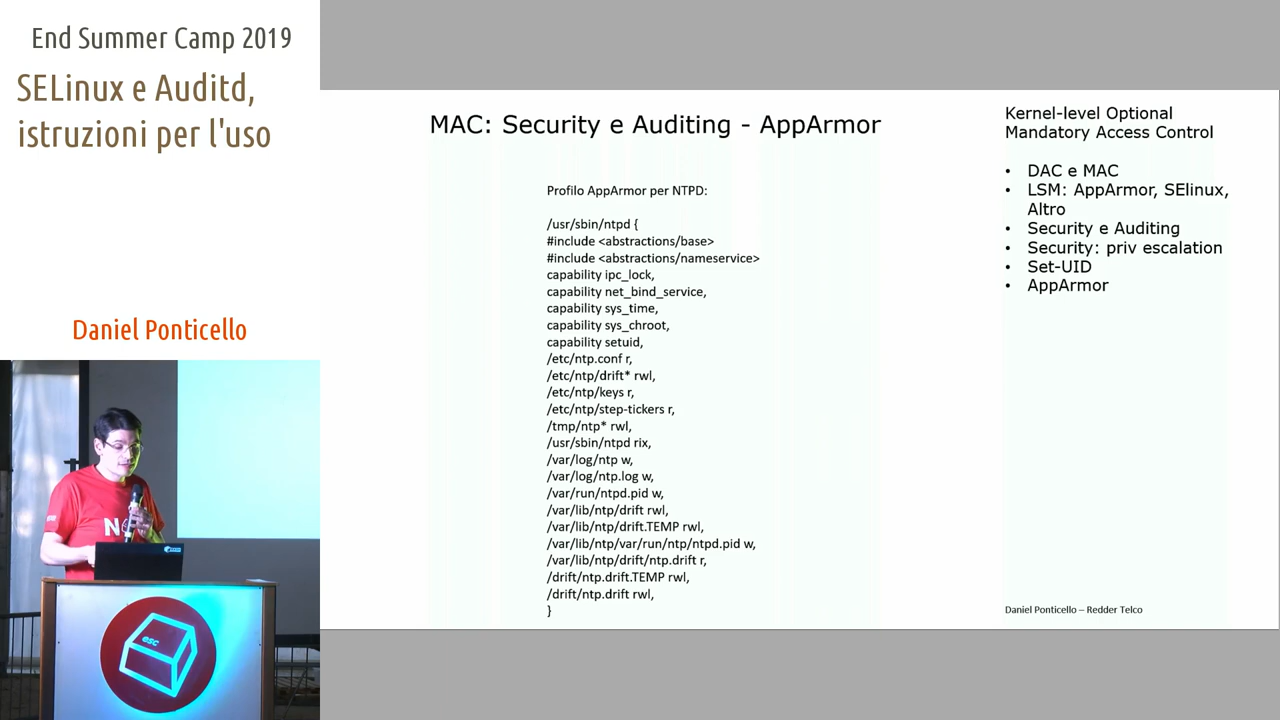 End Summer Camp 2019
SELinux e Auditd,
istruzioni per l'uso
Daniel Ponticello
MAC: Security e Auditing - AppArmor
Profilo AppArmor per NTPD:
/usr/sbin/ntpd {
#include <abstractions/base>
#include <abstractions/nameservice>
capability ipc_lock,
capability net_bind_service,
capability sys_time,
capability sys_chroot,
capability setuid,
/etc/ntp.conf r,
/etc/ntp/drift* rwl,
/etc/ntp/keys r,
/etc/ntp/step-tickers r,
/tmp/ntp* rwl,
/usr/sbin/ntpd rix,
/var/log/ntp w,
/var/log/ntp.log w,
/var/run/ntpd.pid w,
/var/lib/ntp/drift rwl,
/var/lib/ntp/drift.TEMP rwl,
/var/lib/ntp/var/run/ntp/ntpd.pid w,
/var/lib/ntp/drift/ntp.drift r,
/drift/ntp.drift.TEMP rwl,
/drift/ntp.drift rwl,
}
Kernel-level Optional
Mandatory Access Control
• DAC e MAC
• LSM: AppArmor, SElinux,
Altro
• Security e Auditing
• Security: priv escalation
• Set-UID
• AppArmor
Daniel Ponticello – Redder Telco
esc